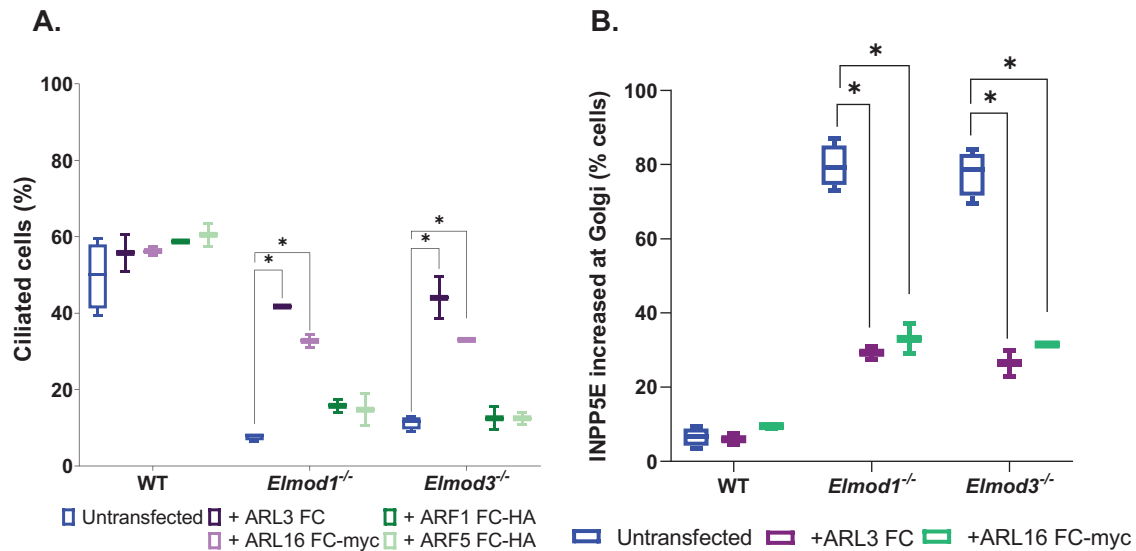 A.
Ciliated cells (%)
100
80
60
40
20
0
* *
* *
WT Elmod1-/- Elmod3-/-
Untransfected + ARL3 FC + ARF1 FC-HA
+ ARL16 FC-myc + ARF5 FC-HA
B.
INPP5E increased at Golgi (% cells)
100
80
60
40
20
0
* *
* *
WT Elmod1-/- Elmod3-/-
Untransfected +ARL3 FC +ARL16 FC-myc